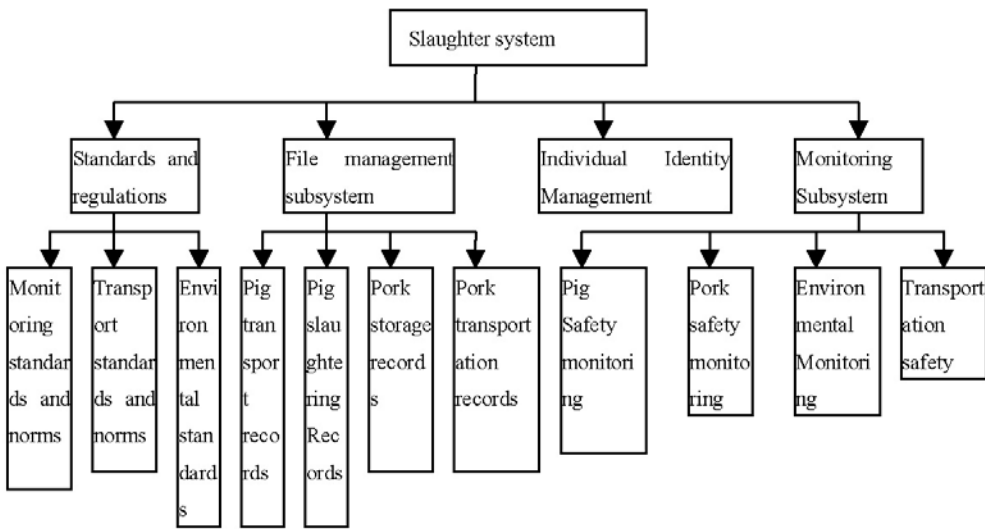 Slaughter system
Standards and
regulations
File management
subsystem
Individual Identity
Management
Monitoring
Subsystem
Monit
oring
standar
ds and
norms
Transp
ort
standar
ds and
norms
Envi
ron
men
tal
stan
dard
s
Pig
tran
spor
t
reco
rds
Pig
slau
ghte
ring
Rec
ords
Pork
storage
record
s
Pork
transport
ation
records
Pig
Safety
monitori
ng
Pork
safety
monito
ring
Environ
mental
Monitori
ng
Transport
ation
safety